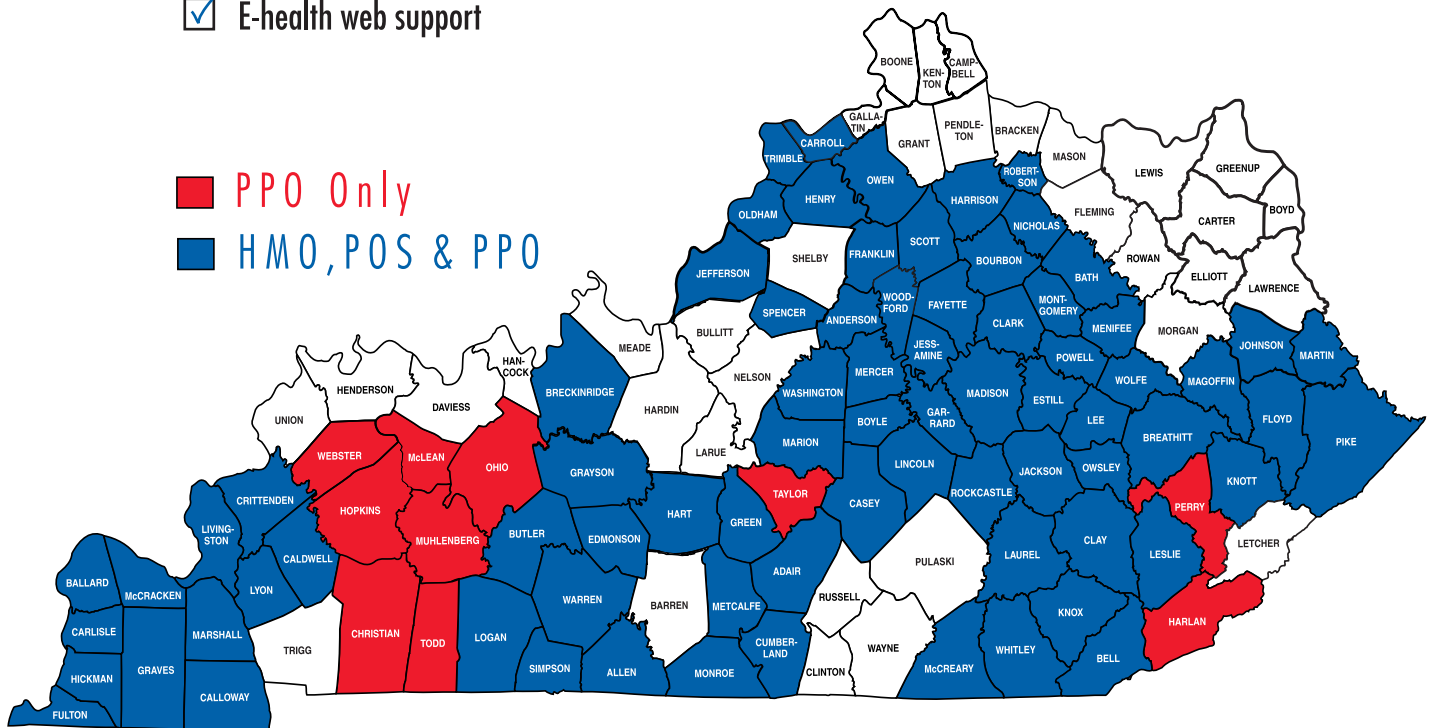 E-health web support
PPO Only
HMO, POS & PPO
BOONE
KEN-
TON
CAMP-
BELL
GALLA-
TIN
GRANT
PENDLE-
TON
BRACKEN
MASON
LEWIS
GREENUP
CARTER
BOYD
TRIMBLE
CARROLL
OWEN
ROBERT-
SON
HENRY
HARRISON
FLEMING
OLDHAM
NICHOLAS
ROWAN
ELLIOTT
LAWRENCE
JEFFERSON
SHELBY
FRANKLIN
SCOTT
BOURBON
BATH
SPENCER
ANDERSON
WOOD-
FORD
FAYETTE
CLARK
MONT-
GOMERY
MENIFEE
MORGAN
BULLITT
MEADE
JESS-
AMINE
POWELL
JOHNSON
MARTIN
HAN-
COCK
BRECKINRIDGE
NELSON
WASHINGTON
MERCER
MADISON
ESTILL
WOLFE
MAGOFFIN
HENDERSON
DAVIESS
UNION
HARDIN
LARUE
MARION
BOYLE
GAR-
RARD
LEE
BREATHITT
FLOYD
PIKE
WEBSTER
McLEAN
OHIO
GRAYSON
LINCOLN
JACKSON
OWSLEY
KNOTT
CRITTENDEN
HOPKINS
TAYLOR
CASEY
ROCKCASTLE
PERRY
LIVING-
STON
MUHLENBERG
BUTLER
EDMONSON
HART
GREEN
CLAY
LESLIE
LETCHER
CALDWELL
PULASKI
LAUREL
BALLARD
McCRACKEN
LYON
WARREN
BARREN
METCALFE
ADAIR
RUSSELL
KNOX
HARLAN
CARLISLE
MARSHALL
TRIGG
CHRISTIAN
TODD
LOGAN
CUMBER-
LAND
WAYNE
WHITLEY
BELL
HICKMAN
GRAVES
CALLOWAY
SIMPSON
ALLEN
MONROE
CLINTON
McCREARY
FULTON